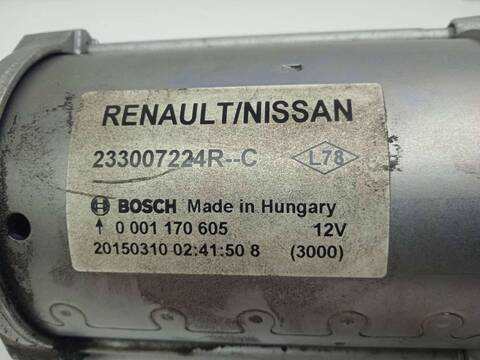 RENAULT/NISSAN
233007224R--C L78
BOSCH Made in Hungary
0 001 170 605 12V
20150310 02:41:50 8 (3000)